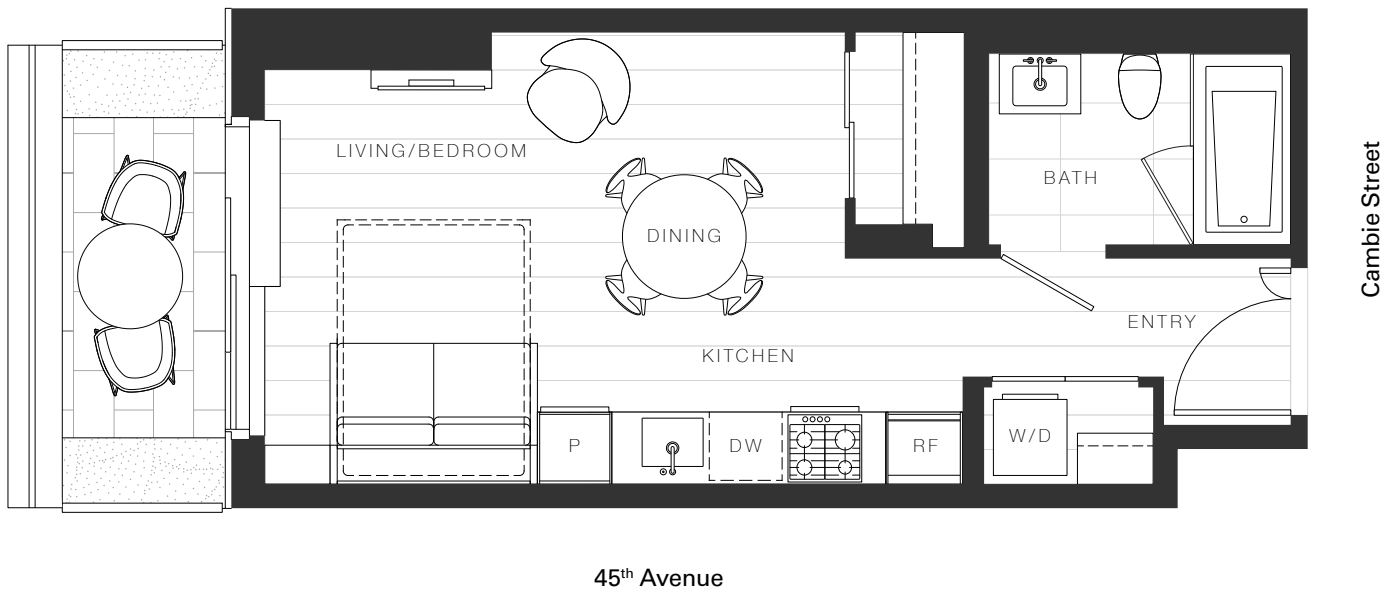 LIVING/BEDROOM
BATH
DINING
ENTRY
KITCHEN
P
DW
RF
W/D
Cambie Street
45th Avenue